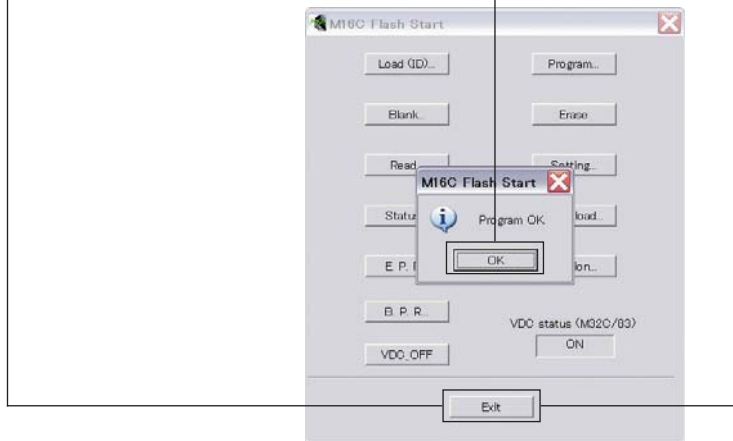 M16C Flash Start
Load (ID)... Program...
Blank... Erase
Read... Setting...
M16C Flash Start
Program OK
OK
E. P. R
B. P. R...
VDC status (M32C/83)
VDC_OFF ON
Exit